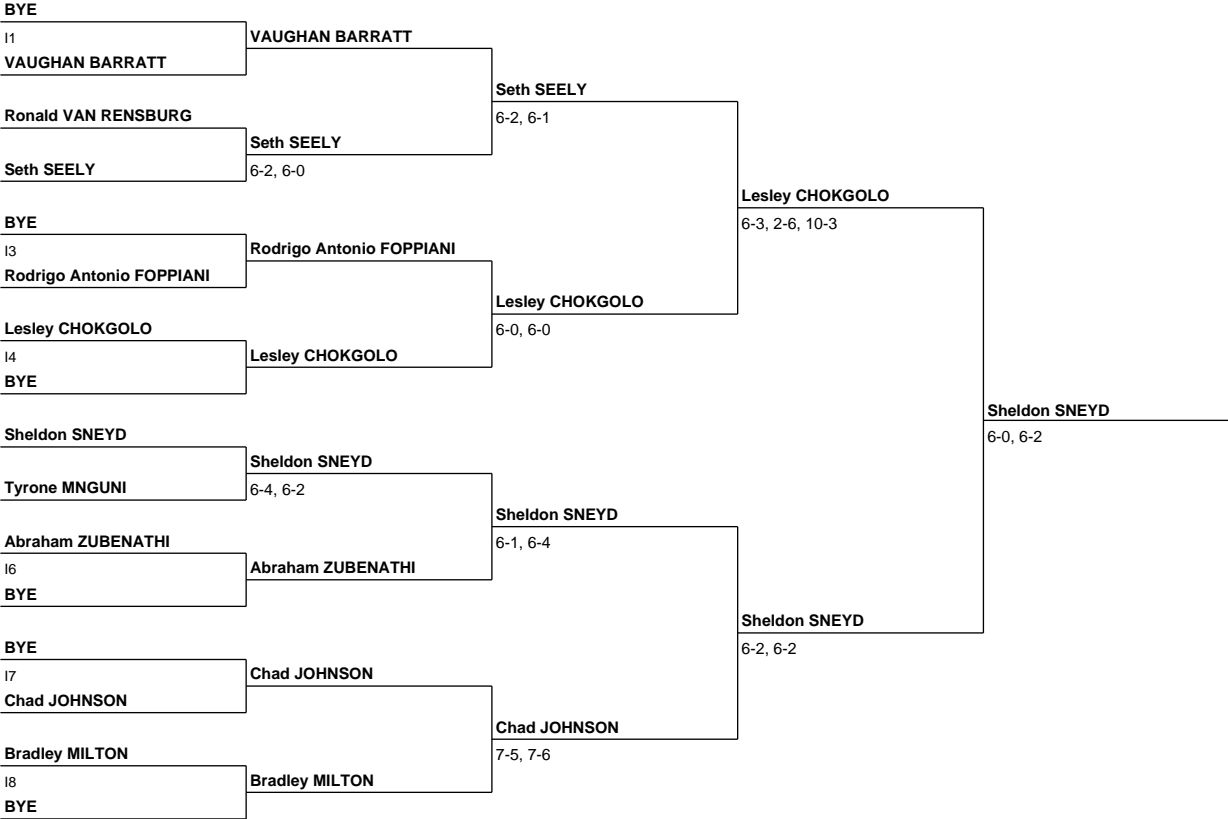 BYE
I1
VAUGHAN BARRATT
VAUGHAN BARRATT
Ronald VAN RENSBURG
Seth SEELY
Seth SEELY
6-2, 6-0
Seth SEELY
6-2, 6-1
BYE
I3
Rodrigo Antonio FOPPIANI
Rodrigo Antonio FOPPIANI
Lesley CHOKGOLO
I4
BYE
Lesley CHOKGOLO
Lesley CHOKGOLO
6-0, 6-0
Lesley CHOKGOLO
6-3, 2-6, 10-3
Sheldon SNEYD
Tyrone MNGUNI
Sheldon SNEYD
6-4, 6-2
Abraham ZUBENATHI
I6
BYE
Abraham ZUBENATHI
Sheldon SNEYD
6-1, 6-4
BYE
I7
Chad JOHNSON
Chad JOHNSON
Bradley MILTON
I8
BYE
Bradley MILTON
Chad JOHNSON
7-5, 7-6
Sheldon SNEYD
6-2, 6-2
Sheldon SNEYD
6-0, 6-2